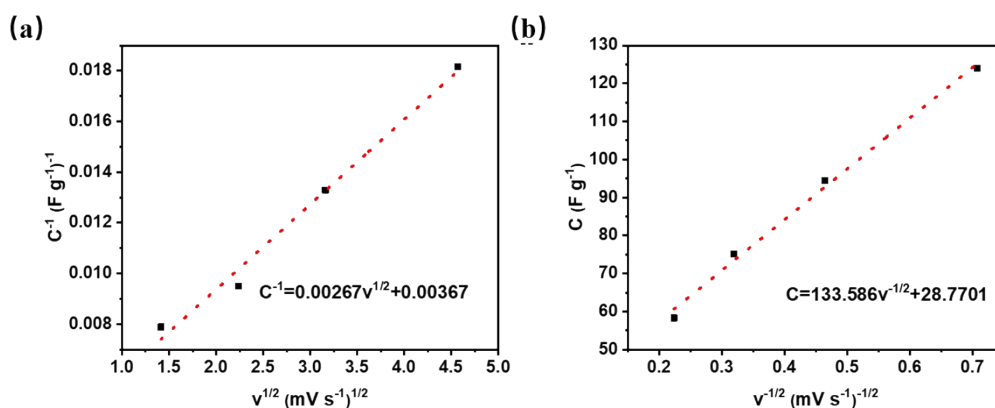 (a)
0.018
0.016
0.014
0.012
0.010
0.008
C⁻¹ (F g⁻¹)⁻¹
C⁻¹=0.00267v¹/²+0.00367
1.0 1.5 2.0 2.5 3.0 3.5 4.0 4.5 5.0
v¹/² (mV s⁻¹)¹/²
(b)
130
120
110
100
90
80
70
60
50
C (F g⁻¹)
C=133.586v⁻¹/²+28.7701
0.2 0.3 0.4 0.5 0.6 0.7
v⁻¹/² (mV s⁻¹)⁻¹/²